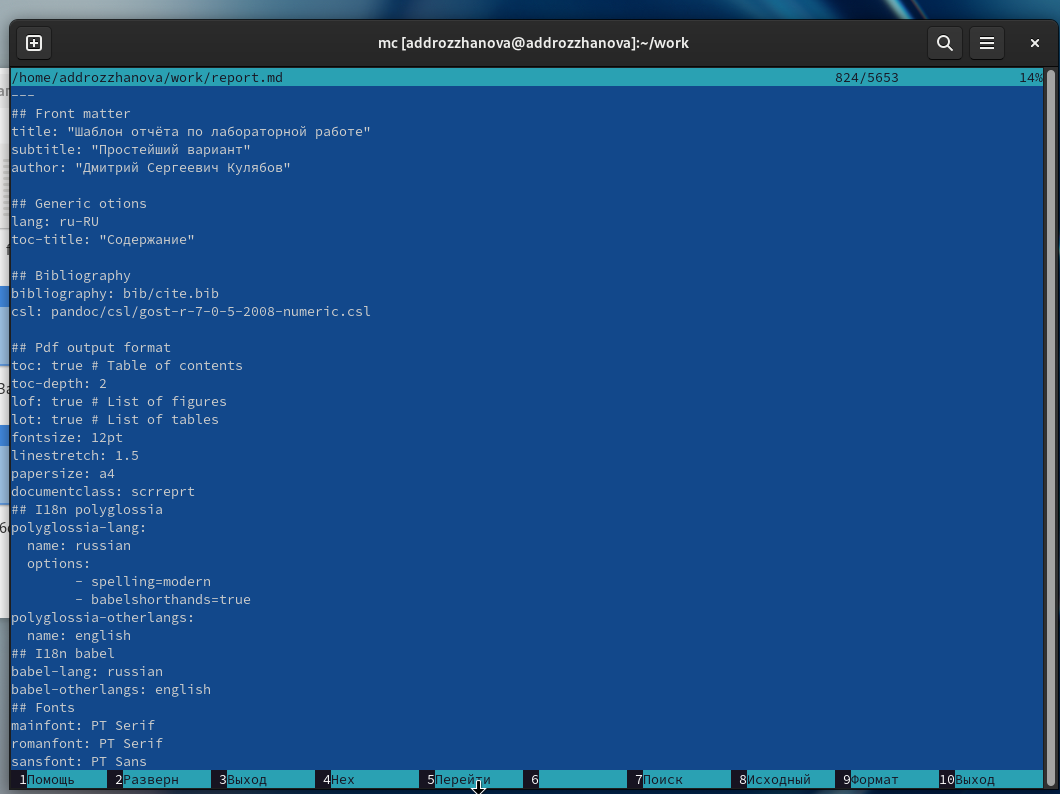 mc [addrozzhanova@addrozzhanova]:~/work
/home/addrozzhanova/work/report.md 824/5653 14%
---
## Front matter
title: "Шаблон отчёта по лабораторной работе"
subtitle: "Простейший вариант"
author: "Дмитрий Сергеевич Кулябов"

## Generic otions
lang: ru-RU
toc-title: "Содержание"

## Bibliography
bibliography: bib/cite.bib
csl: pandoc/csl/gost-r-7-0-5-2008-numeric.csl

## Pdf output format
toc: true # Table of contents
toc-depth: 2
lof: true # List of figures
lot: true # List of tables
fontsize: 12pt
linestretch: 1.5
papersize: a4
documentclass: scrreprt
## I18n polyglossia
polyglossia-lang:
  name: russian
  options:
        - spelling=modern
        - babelshorthands=true
polyglossia-otherlangs:
  name: english
## I18n babel
babel-lang: russian
babel-otherlangs: english
## Fonts
mainfont: PT Serif
romanfont: PT Serif
sansfont: PT Sans
1Помощь 2Разверн 3Выход 4Hex 5Перейти 6 7Поиск 8Исходный 9Формат 10Выход